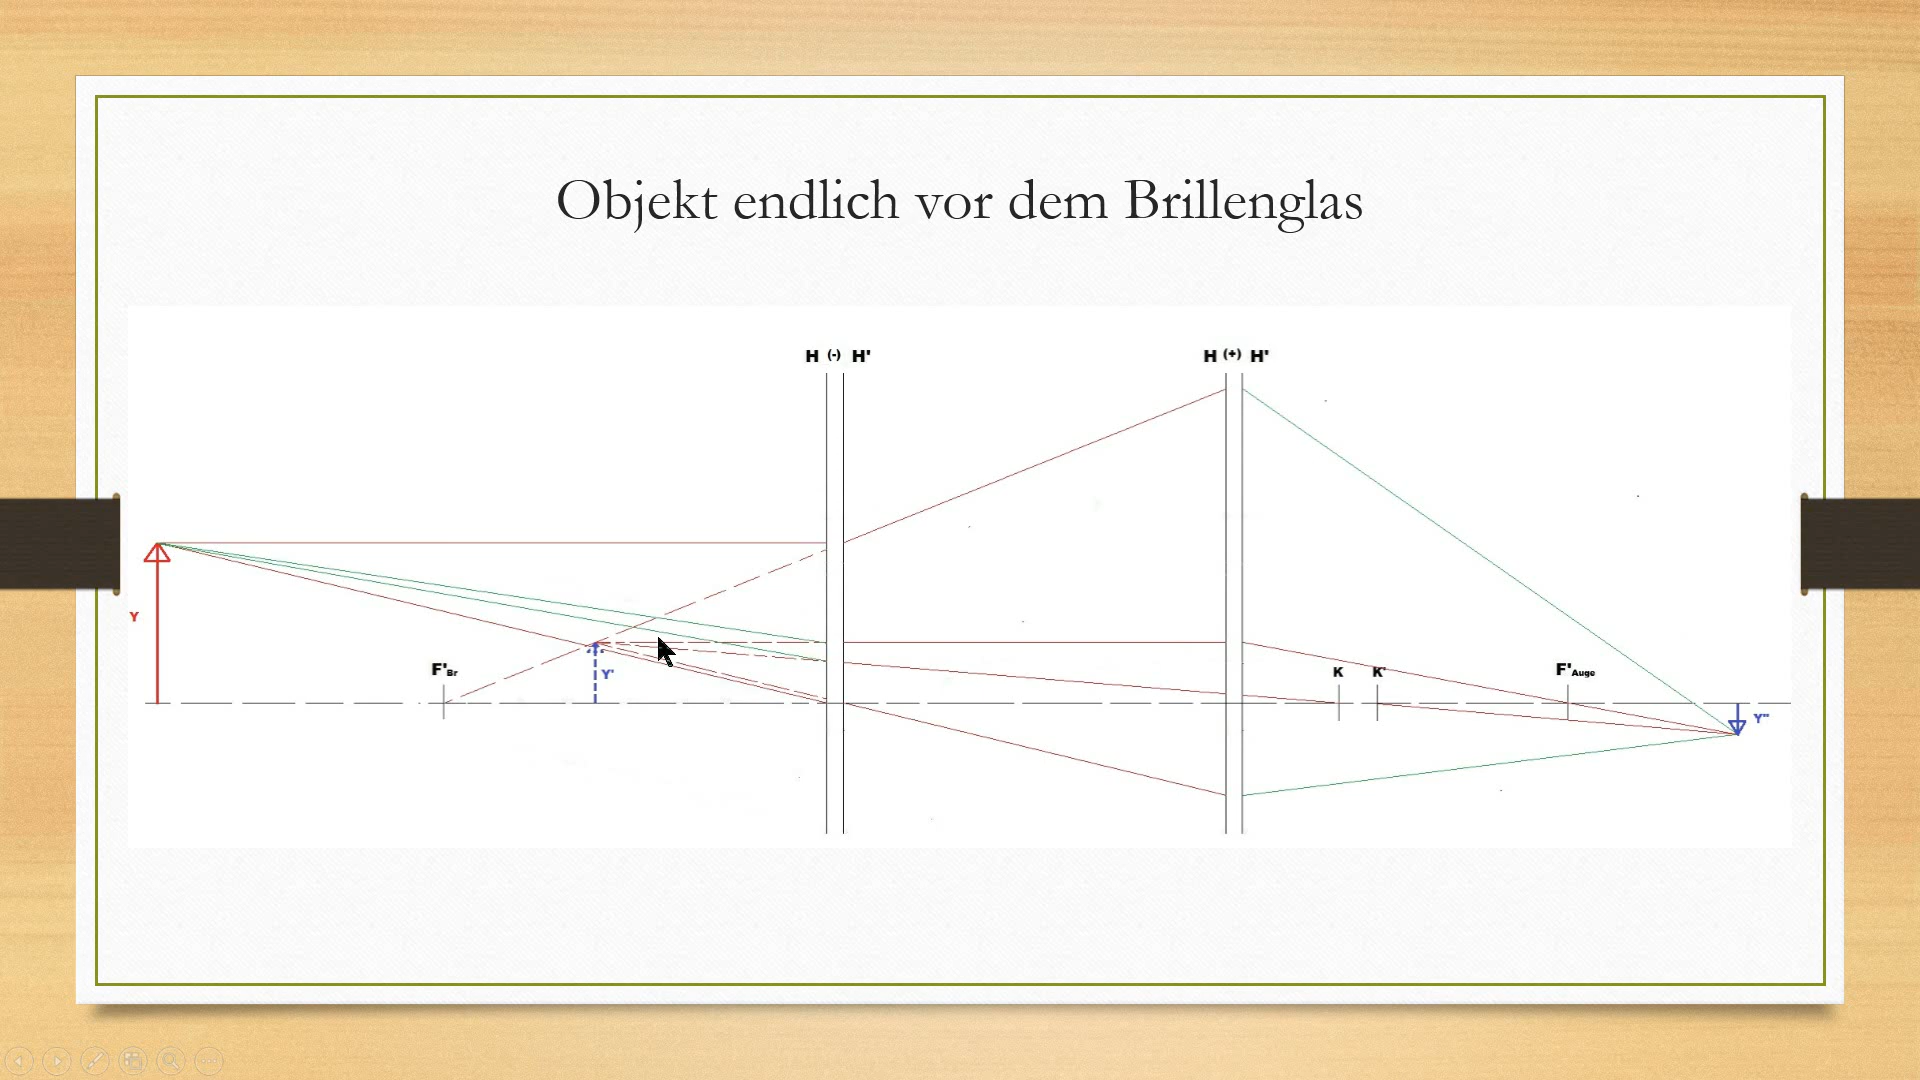 Objekt endlich vor dem Brillenglas
H (-) H'
H (+) H'
Y
F'Br
Y'
K
K'
F'Auge
Y"